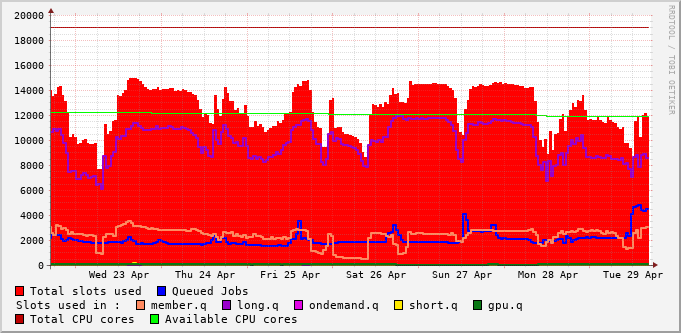 RRDTOOL / TOBI OETIKER
20000
18000
16000
14000
12000
10000
8000
6000
4000
2000
0
Wed 23 Apr Thu 24 Apr Fri 25 Apr Sat 26 Apr Sun 27 Apr Mon 28 Apr Tue 29 Apr
Total slots used Queued Jobs
Slots used in : member.q long.q ondemand.q short.q gpu.q
Total CPU cores Available CPU cores